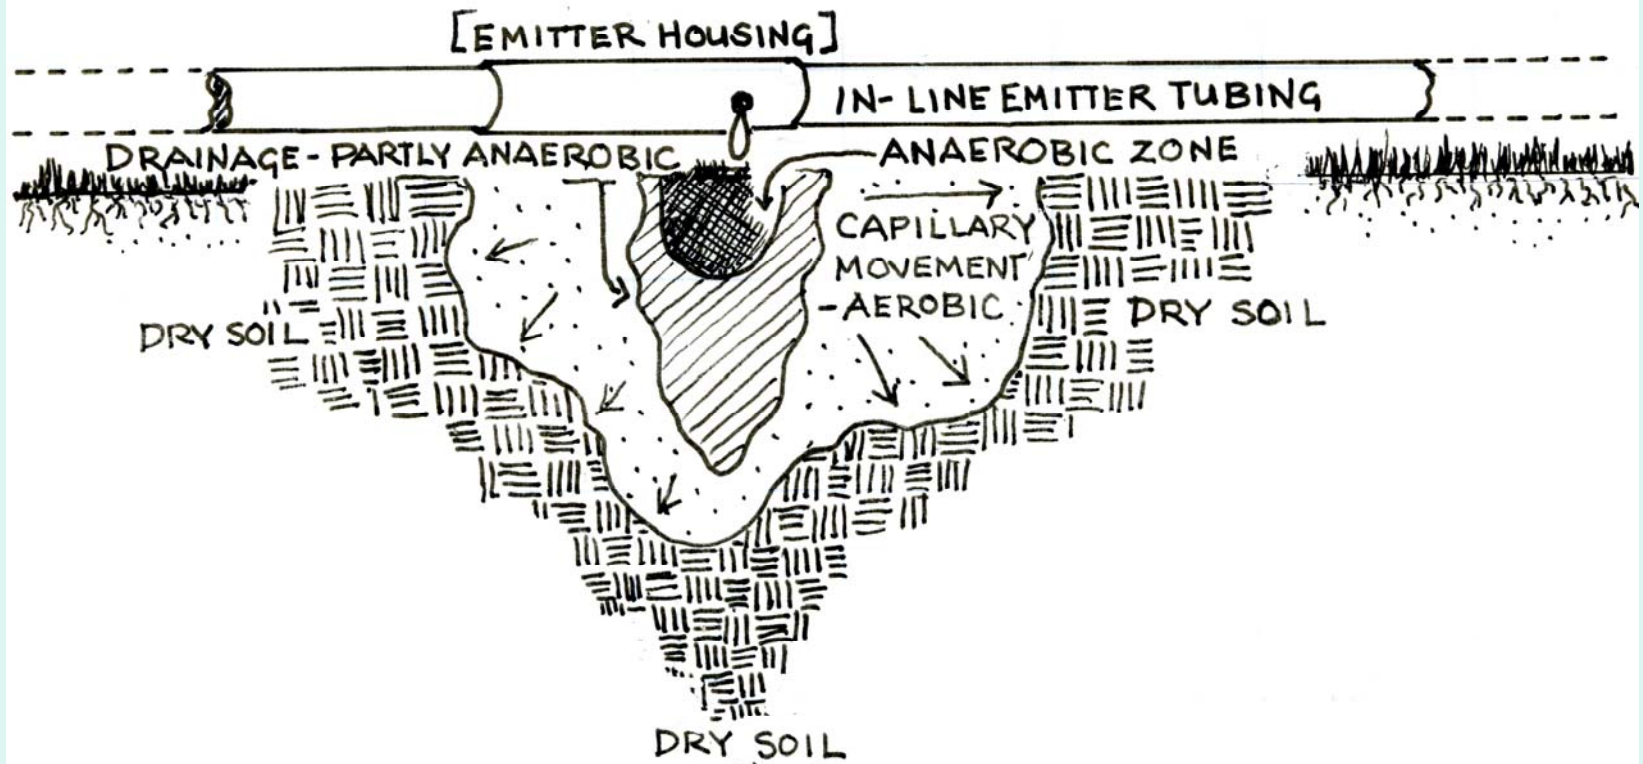 [EMITTER HOUSING]
IN-LINE EMITTER TUBING
DRAINAGE-PARTLY ANAEROBIC
ANAEROBIC ZONE
CAPILLARY
MOVEMENT
-AEROBIC
DRY SOIL
DRY SOIL
DRY SOIL